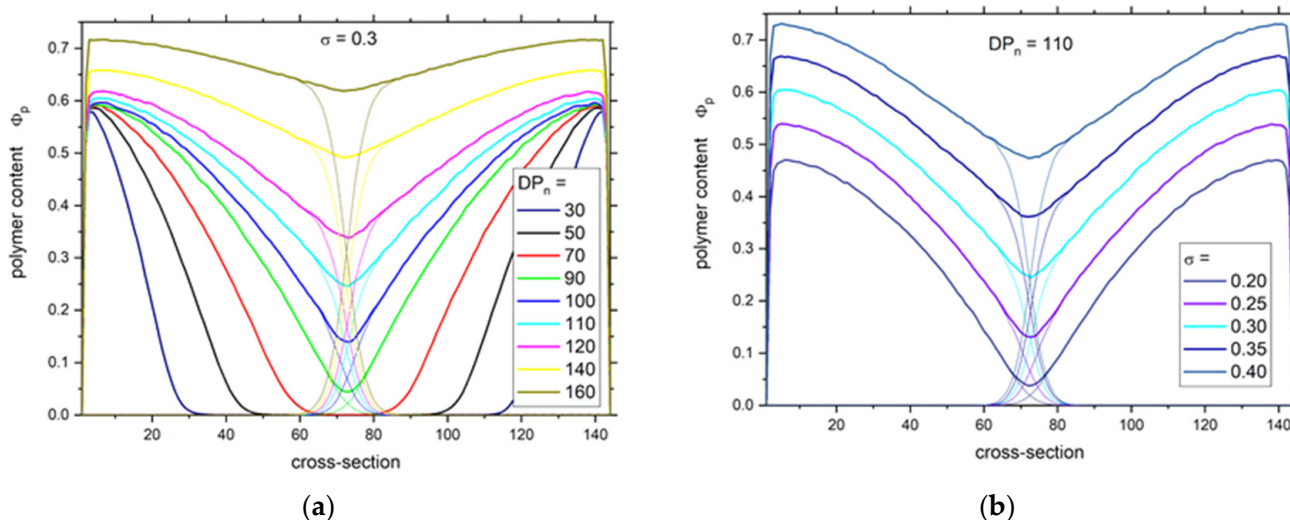 σ = 0.3
polymer content Φp
0.7
0.6
0.5
0.4
0.3
0.2
0.1
0.0
DPn =
30
50
70
90
100
110
120
140
160
20 40 60 80 100 120 140
cross-section
(a)
DPn = 110
polymer content Φp
0.7
0.6
0.5
0.4
0.3
0.2
0.1
0.0
σ =
0.20
0.25
0.30
0.35
0.40
20 40 60 80 100 120 140
cross-section
(b)